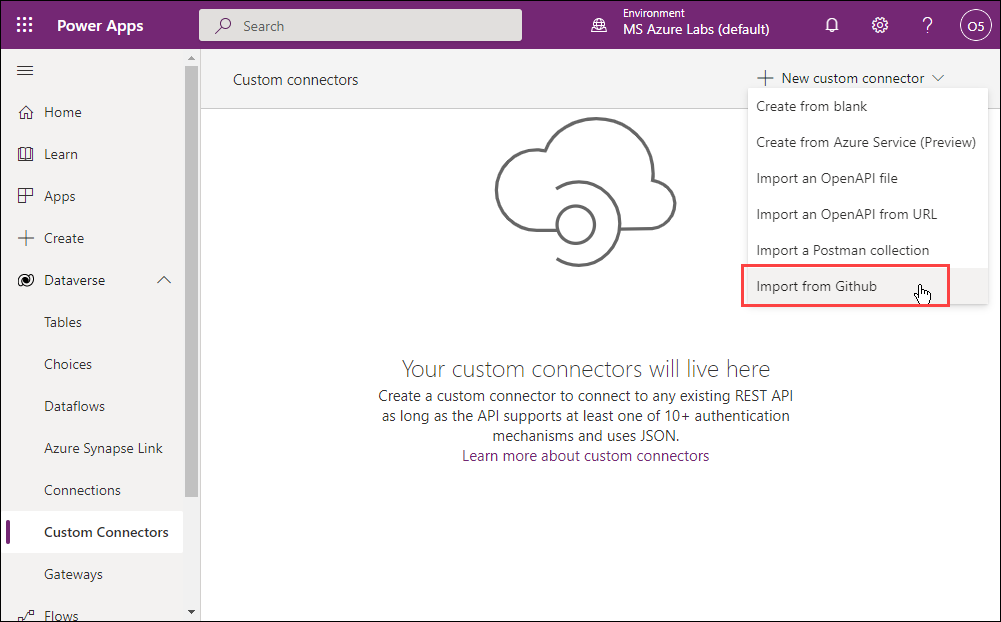 Power Apps
Search
Environment
MS Azure Labs (default)
?
O5
Home
Learn
Apps
Create
Dataverse
Tables
Choices
Dataflows
Azure Synapse Link
Connections
Custom Connectors
Gateways
Flows
Custom connectors
New custom connector
Create from blank
Create from Azure Service (Preview)
Import an OpenAPI file
Import an OpenAPI from URL
Import a Postman collection
Import from Github
Your custom connectors will live here
Create a custom connector to connect to any existing REST API
as long as the API supports at least one of 10+ authentication
mechanisms and uses JSON.
Learn more about custom connectors